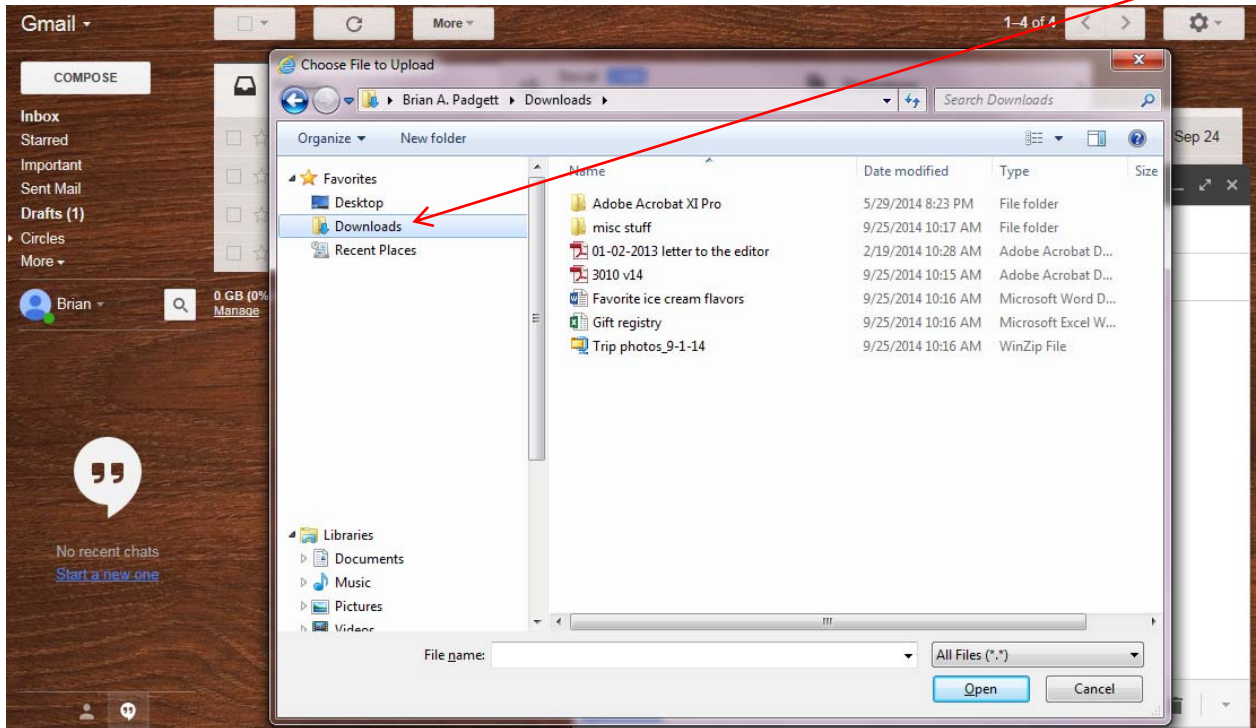 Gmail
More
1–4 of 4
COMPOSE
Inbox
Starred
Important
Sent Mail
Drafts (1)
Circles
More
Brian
0 GB (0%
Manage
No recent chats
Start a new one
Sep 24
Choose File to Upload
Brian A. Padgett Downloads
Search Downloads
Organize New folder
Favorites
Desktop
Downloads
Recent Places
Libraries
Documents
Music
Pictures
Videos
Name Date modified Type Size
Adobe Acrobat XI Pro 5/29/2014 8:23 PM File folder
misc stuff 9/25/2014 10:17 AM File folder
01-02-2013 letter to the editor 2/19/2014 10:28 AM Adobe Acrobat D...
3010 v14 9/25/2014 10:15 AM Adobe Acrobat D...
Favorite ice cream flavors 9/25/2014 10:16 AM Microsoft Word D...
Gift registry 9/25/2014 10:16 AM Microsoft Excel W...
Trip photos_9-1-14 9/25/2014 10:16 AM WinZip File
File name: All Files (*.*)
Open Cancel